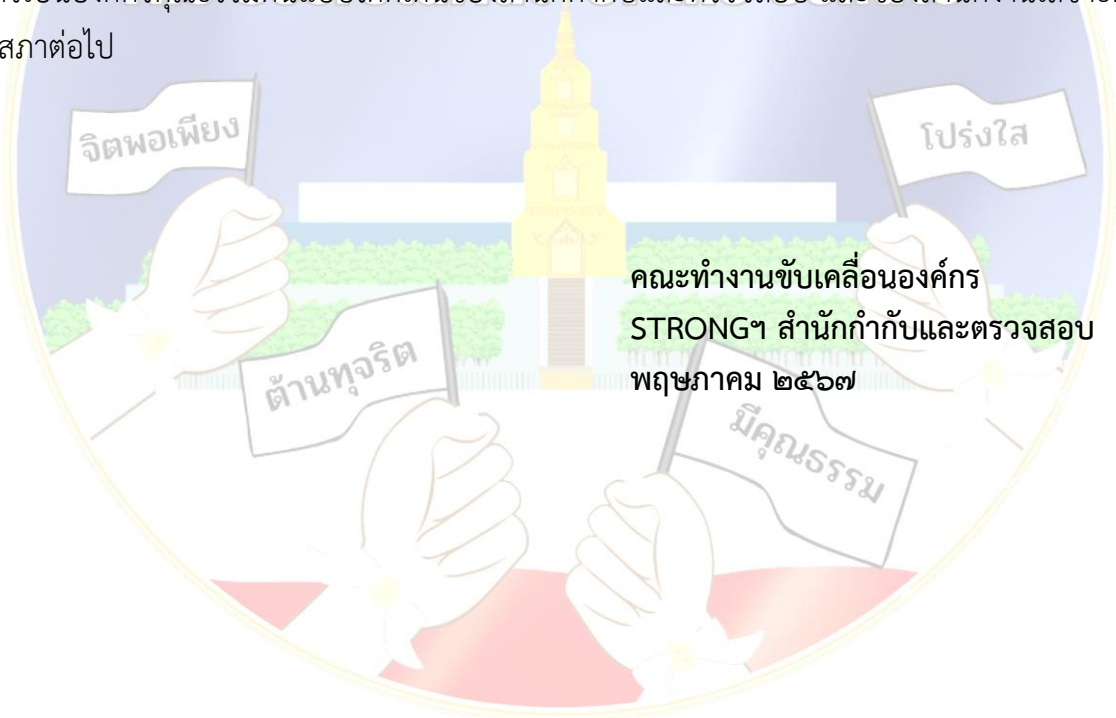 สภาต่อไป
จิตพอเพียง
โปร่งใส
คณะทำงานขับเคลื่อนองค์กร
STRONGฯ สำนักกำกับและตรวจสอบ
พฤษภาคม ๒๕๖๗
ต้านทุจริต
มีคุณธรรม